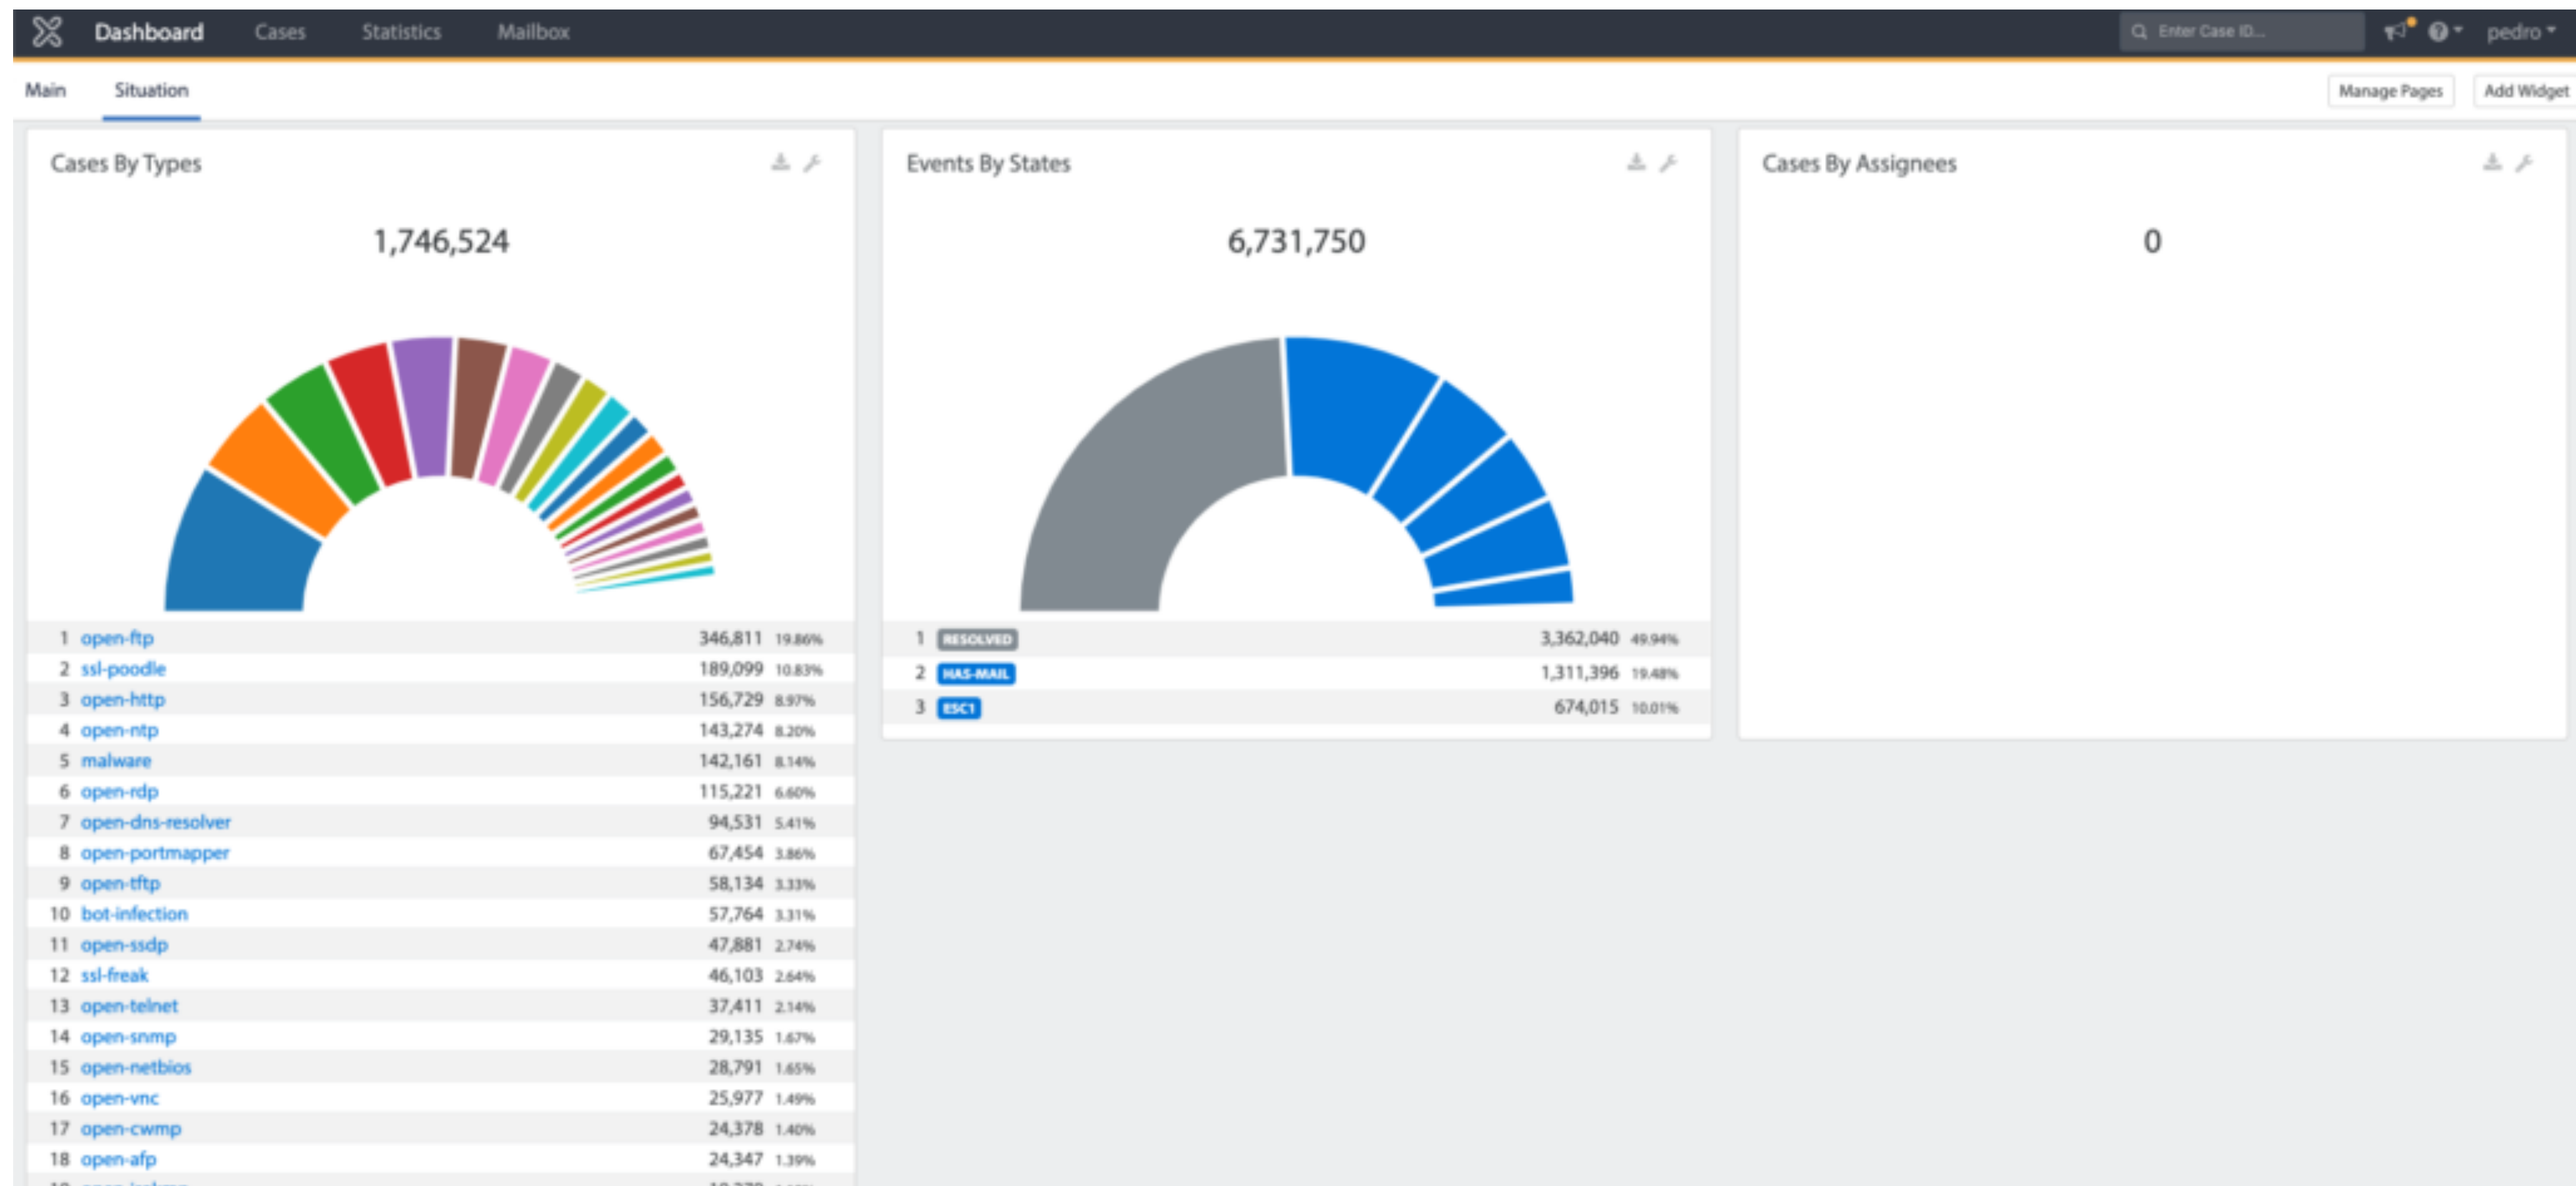 Dashboard Cases Statistics Mailbox Enter Case ID... pedro
Main Situation Manage Pages Add Widget
Cases By Types
1,746,524
1 open-ftp 346,811 19.86%
2 ssl-poodle 189,099 10.83%
3 open-http 156,729 8.97%
4 open-ntp 143,274 8.20%
5 malware 142,161 8.14%
6 open-rdp 115,221 6.60%
7 open-dns-resolver 94,531 5.41%
8 open-portmapper 67,454 3.86%
9 open-tftp 58,134 3.33%
10 bot-infection 57,764 3.31%
11 open-ssdp 47,881 2.74%
12 ssl-freak 46,103 2.64%
13 open-telnet 37,411 2.14%
14 open-snmp 29,135 1.67%
15 open-netbios 28,791 1.65%
16 open-vnc 25,977 1.49%
17 open-cwmp 24,378 1.40%
18 open-afp 24,347 1.39%
Events By States
6,731,750
1 RESOLVED 3,362,040 49.94%
2 HAS-MAIL 1,311,396 19.48%
3 ESC1 674,015 10.01%
Cases By Assignees
0